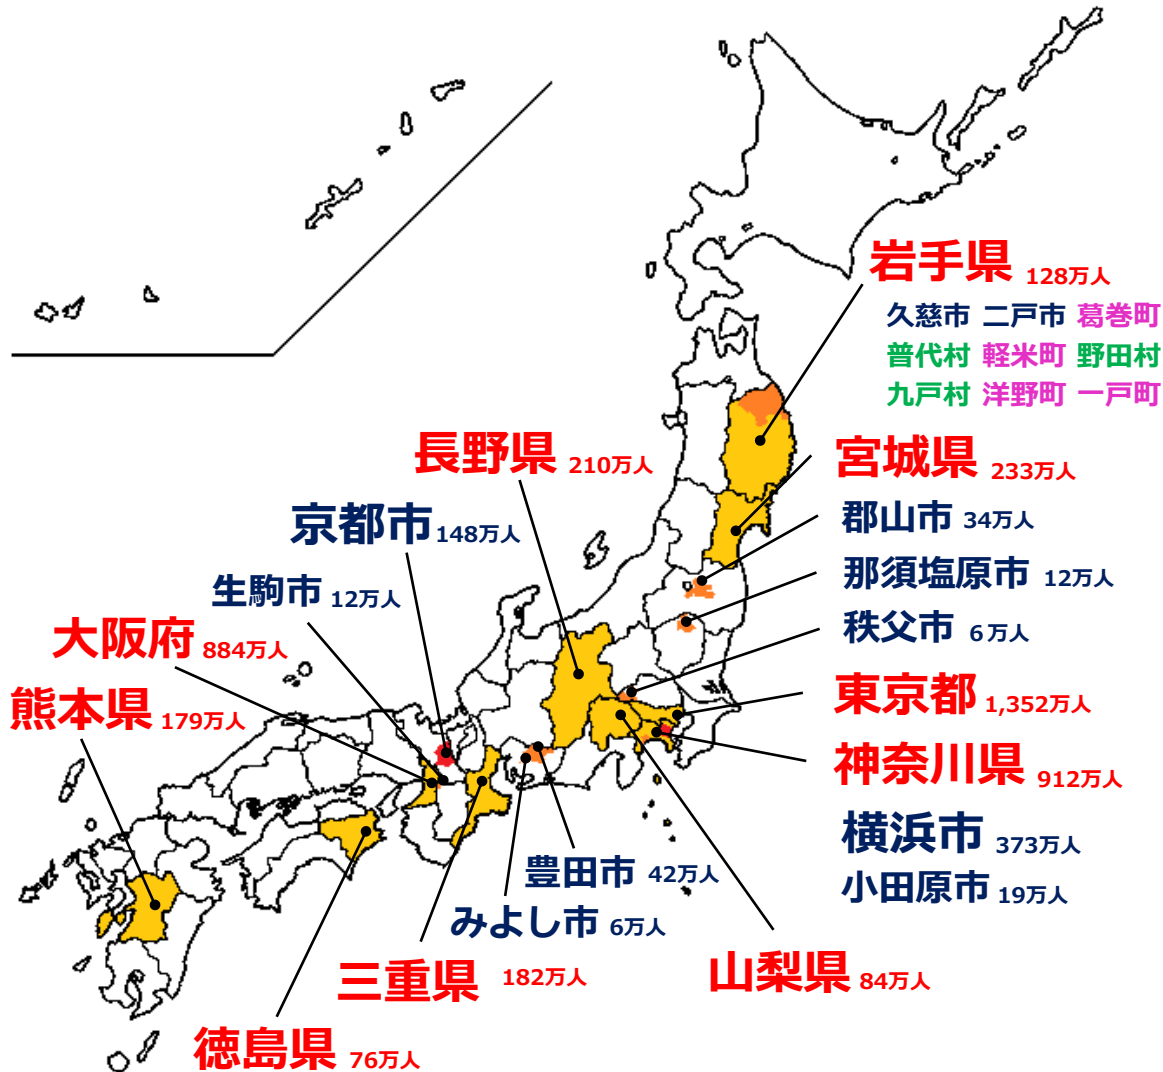 岩手県 128万人
久慈市 二戸市 葛巻町
普代村 軽米町 野田村
九戸村 洋野町 一戸町
長野県 210万人
宮城県 233万人
京都市 148万人
郡山市 34万人
生駒市 12万人
那須塩原市 12万人
大阪府 884万人
秩父市 6万人
熊本県 179万人
東京都 1,352万人
神奈川県 912万人
横浜市 373万人
豊田市 42万人
小田原市 19万人
みよし市 6万人
三重県 182万人
山梨県 84万人
徳島県 76万人